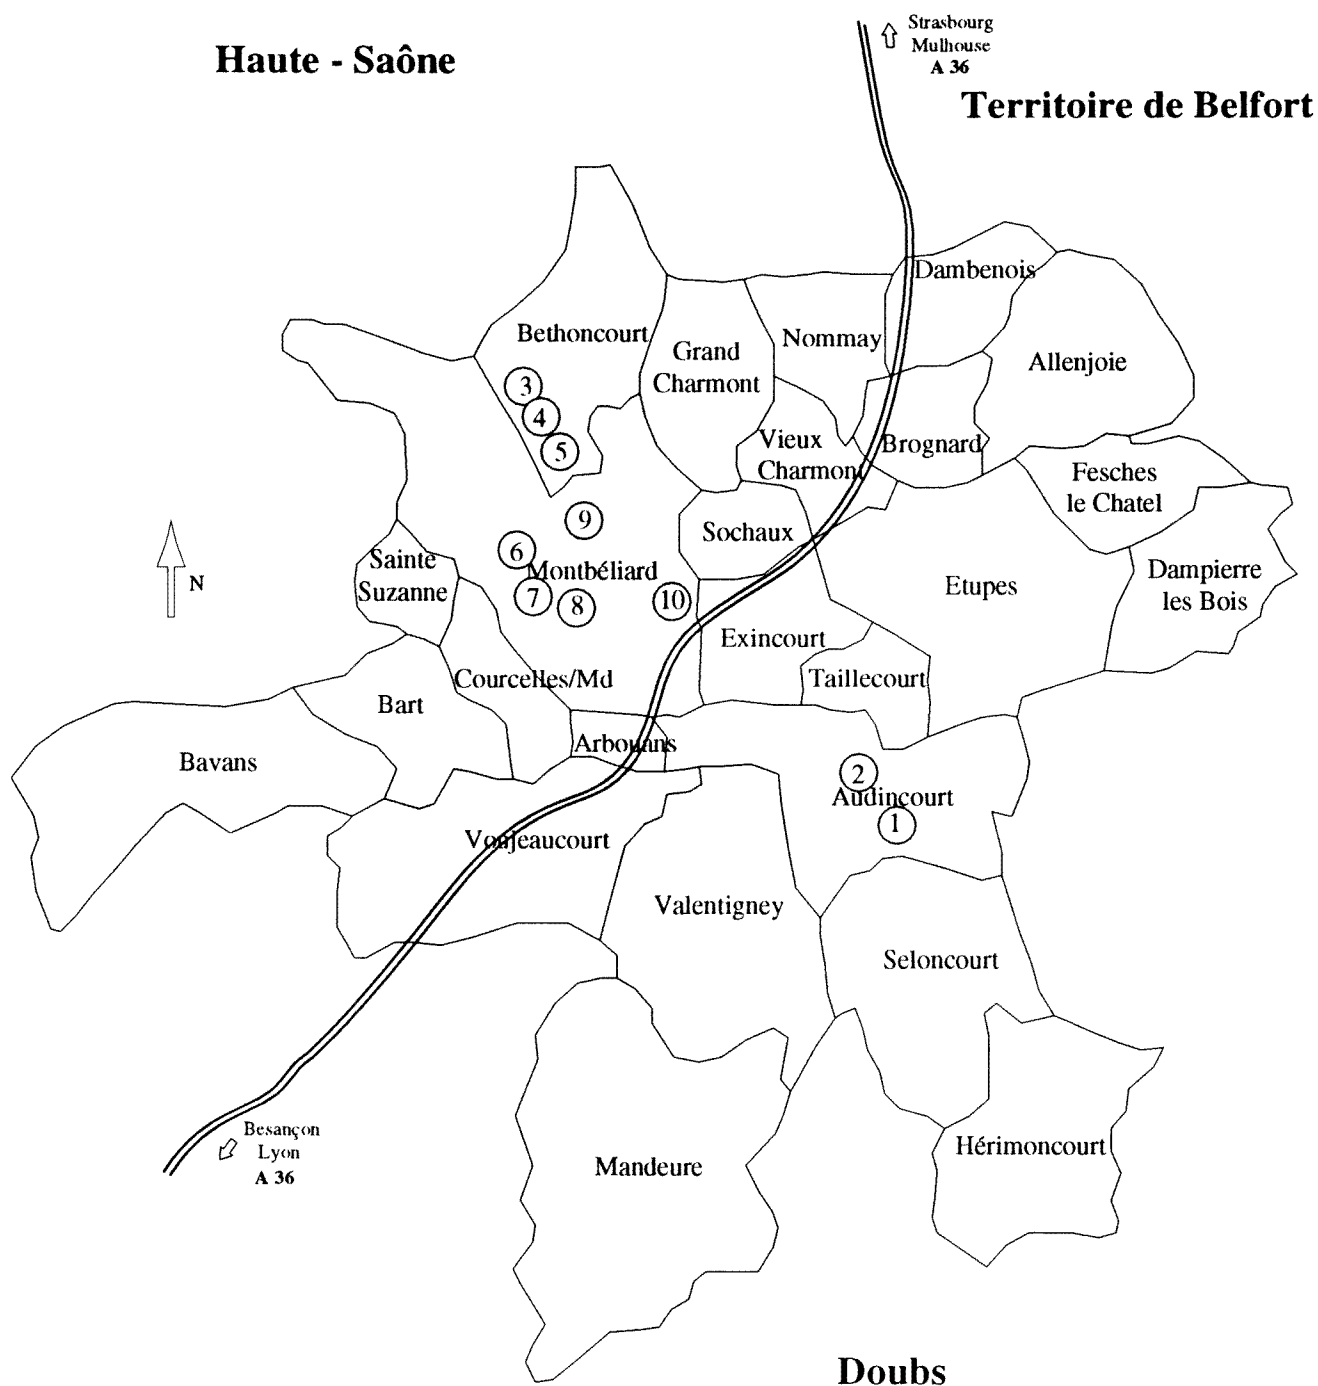 Strasbourg
Mulhouse
A 36
Haute - Saône
Territoire de Belfort
Dambenois
Bethoncourt
Nommay
Grand
Charmont
Allenjoie
3
4
5
Vieux
Charmont
Brognard
Fesches
le Chatel
9
Sochaux
6
Sainte
Suzanne
Montbéliard
N
7
8
10
Etupes
Dampierre
les Bois
Exincourt
Courcelles/Md
Taillecourt
Bart
Arbouans
Bavans
2
Audincourt
1
Voujeaucourt
Valentigney
Seloncourt
Besançon
Lyon
A 36
Mandeure
Hérimoncourt
Doubs